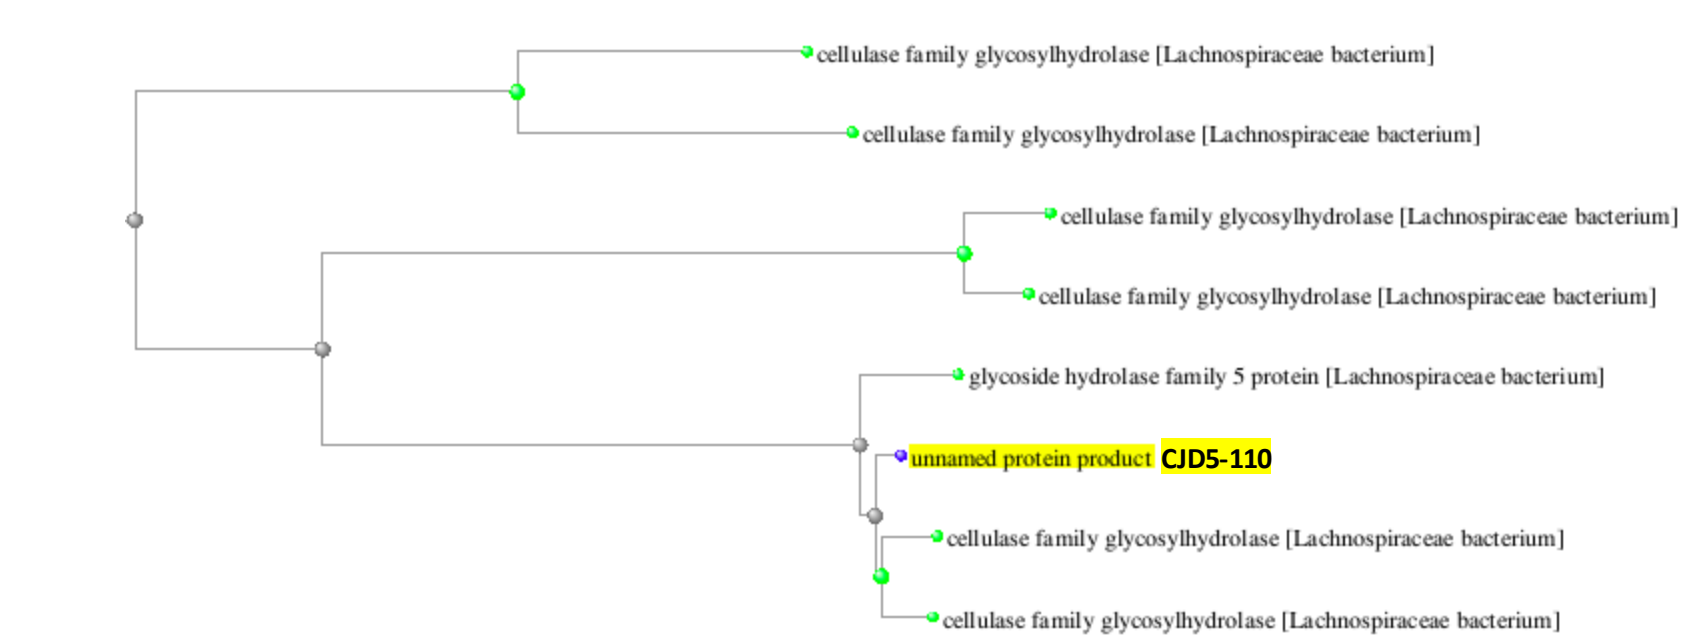 cellulase family glycosylhydrolase [Lachnospiraceae bacterium]
cellulase family glycosylhydrolase [Lachnospiraceae bacterium]
cellulase family glycosylhydrolase [Lachnospiraceae bacterium]
cellulase family glycosylhydrolase [Lachnospiraceae bacterium]
glycoside hydrolase family 5 protein [Lachnospiraceae bacterium]
unnamed protein product CJD5-110
cellulase family glycosylhydrolase [Lachnospiraceae bacterium]
cellulase family glycosylhydrolase [Lachnospiraceae bacterium]